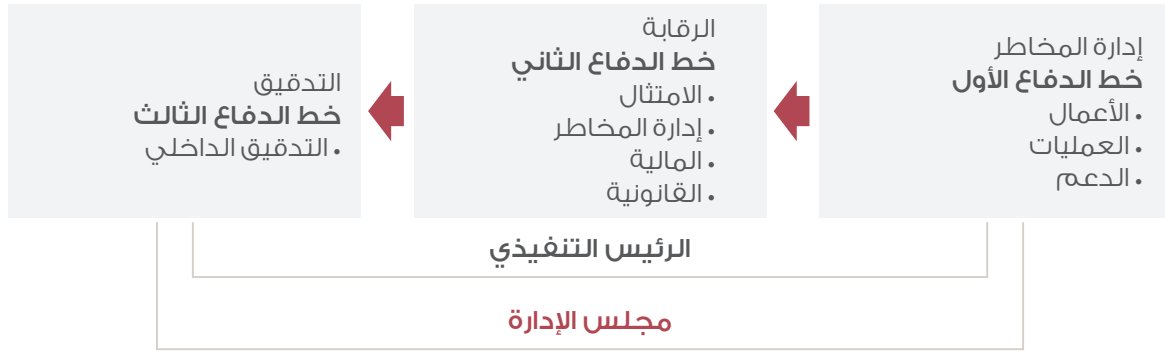 إدارة المخاطر
خط الدفاع الأول
• الأعمال
• العمليات
• الدعم
الرقابة
خط الدفاع الثاني
• الامتثال
• إدارة المخاطر
• المالية
• القانونية
التدقيق
خط الدفاع الثالث
• التدقيق الداخلي
الرئيس التنفيذي
مجلس الإدارة